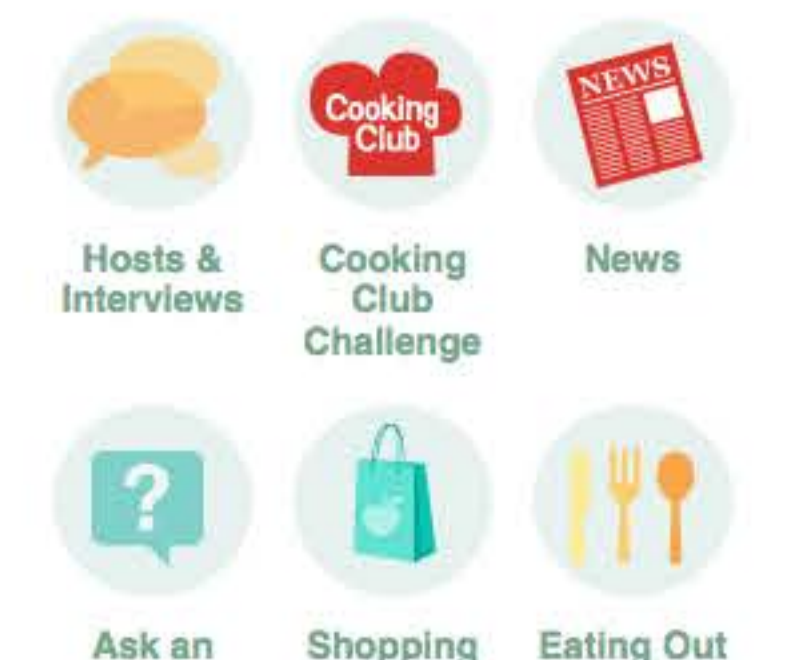 Cooking
Club
NEWS
Hosts &
Interviews
Cooking
Club
Challenge
News
?
Ask an
Shopping
Eating Out